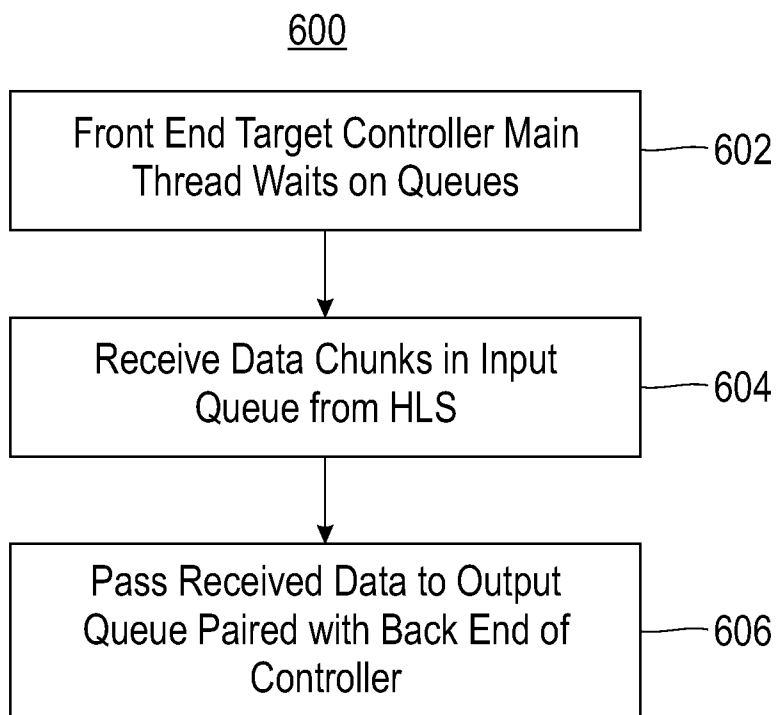 600
Front End Target Controller Main
Thread Waits on Queues
602
Receive Data Chunks in Input
Queue from HLS
604
Pass Received Data to Output
Queue Paired with Back End of
Controller
606